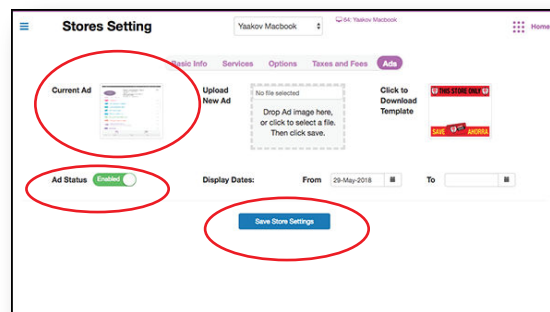 Stores Setting
Yaakov Macbook
64: Yaakov Macbook
Home
Basic Info Services Options Taxes and Fees Ads
Current Ad
Upload New Ad
No file selected
Drop Ad image here,
or click to select a file.
Then click save.
Click to
Download
Template
THIS STORE ONLY
SAVE AHORRA
Ad Status Enabled
Display Dates: From 29-May-2018 To
Save Store Settings